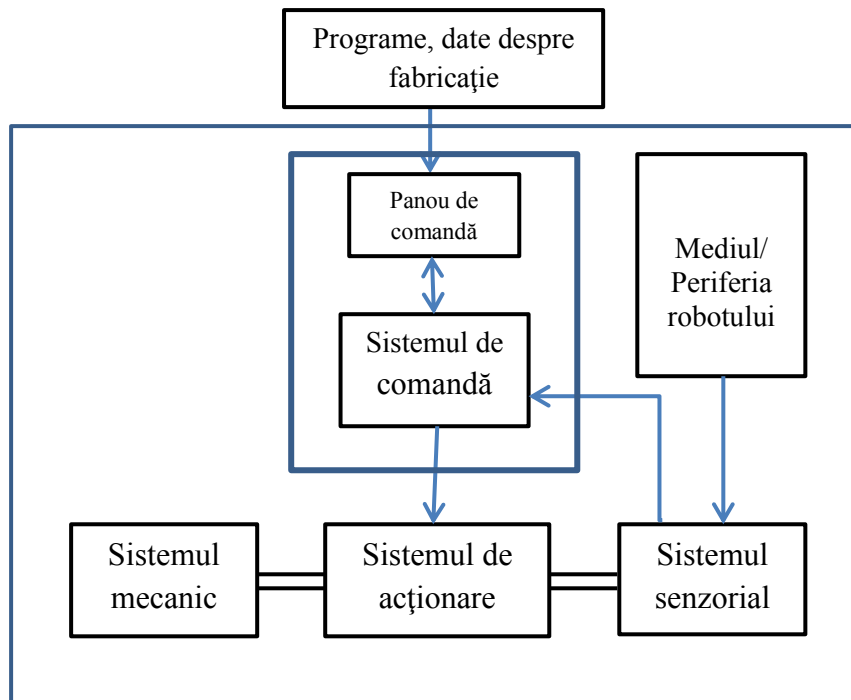 Programe, date despre
fabricaţie
Panou de
comandă
Mediul/
Periferia
robotului
Sistemul de
comandă
Sistemul
mecanic
Sistemul de
acţionare
Sistemul
senzorial